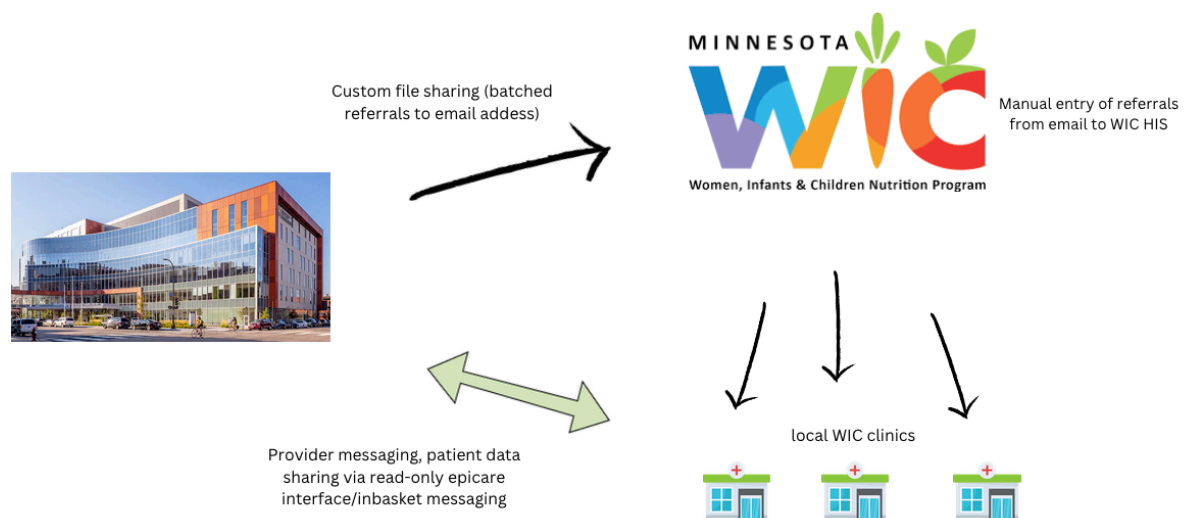 MINNESOTA
WIC
Women, Infants & Children Nutrition Program
Custom file sharing (batched
referrals to email addess)
Manual entry of referrals
from email to WIC HIS
local WIC clinics
Provider messaging, patient data
sharing via read-only epicare
interface/inbasket messaging